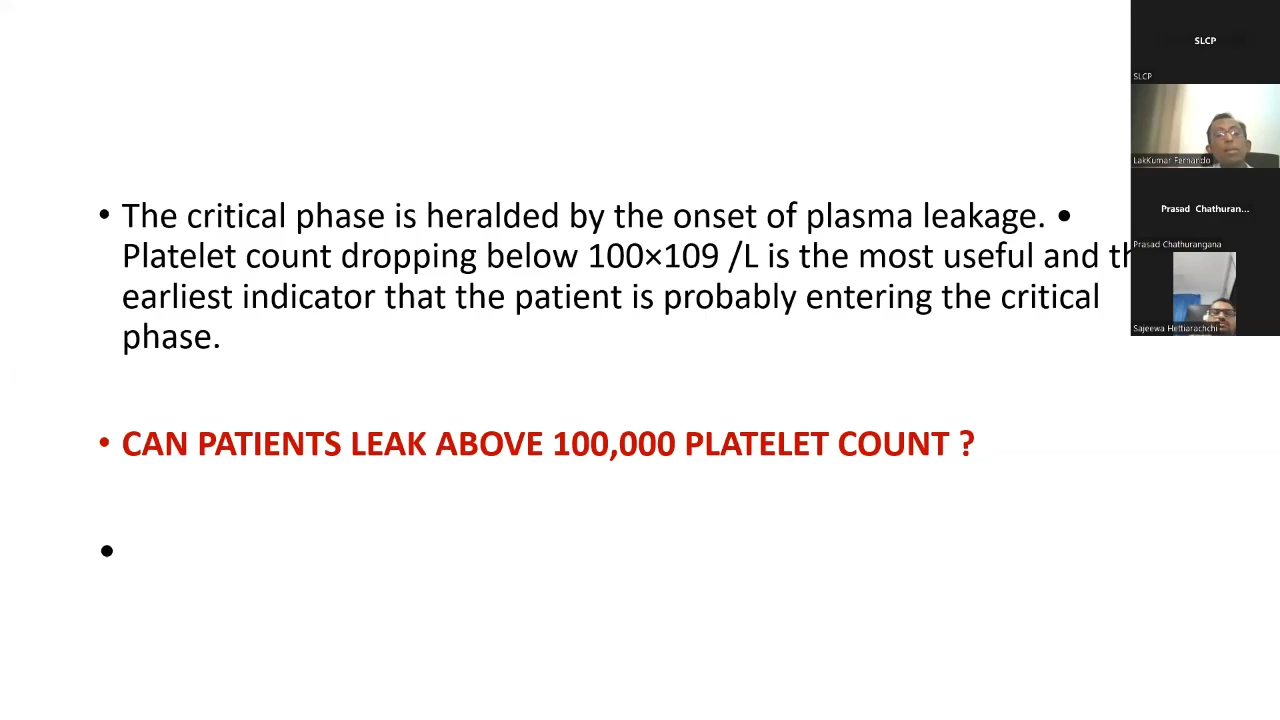 SLCP
SLCP
LakKumar Fernando
Prasad Chathuran...
Prasad Chathurangana
Sajeewa Hettiarachchi
• The critical phase is heralded by the onset of plasma leakage. •
Platelet count dropping below 100×109 /L is the most useful and th
earliest indicator that the patient is probably entering the critical
phase.
• CAN PATIENTS LEAK ABOVE 100,000 PLATELET COUNT ?
•